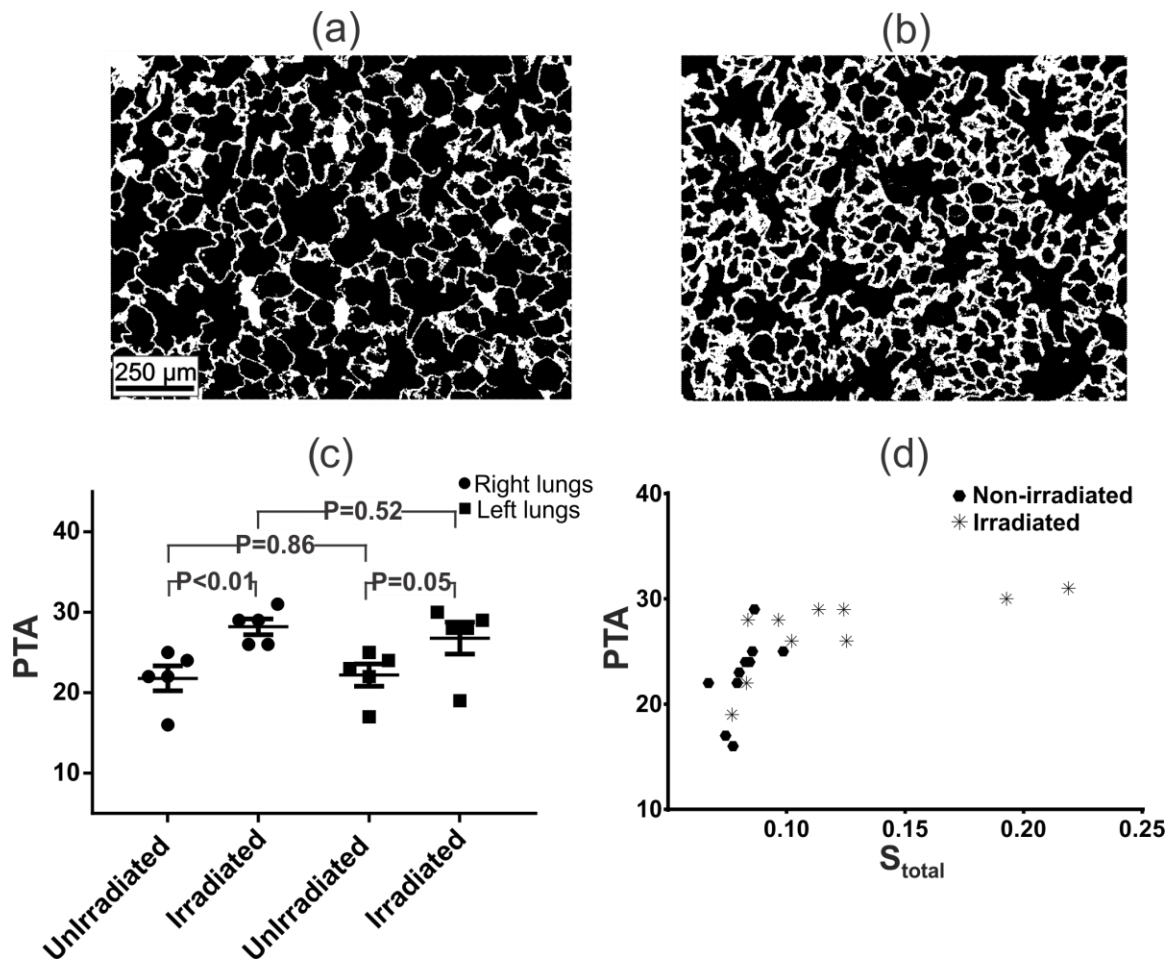 (a)
(b)
250 µm
(c)
Right lungs
Left lungs
P=0.52
P=0.86
P<0.01
P=0.05
40
30
20
10
PTA
UnIrradiated
Irradiated
UnIrradiated
Irradiated
(d)
Non-irradiated
Irradiated
40
30
20
10
PTA
0.10 0.15 0.20 0.25
Stotal